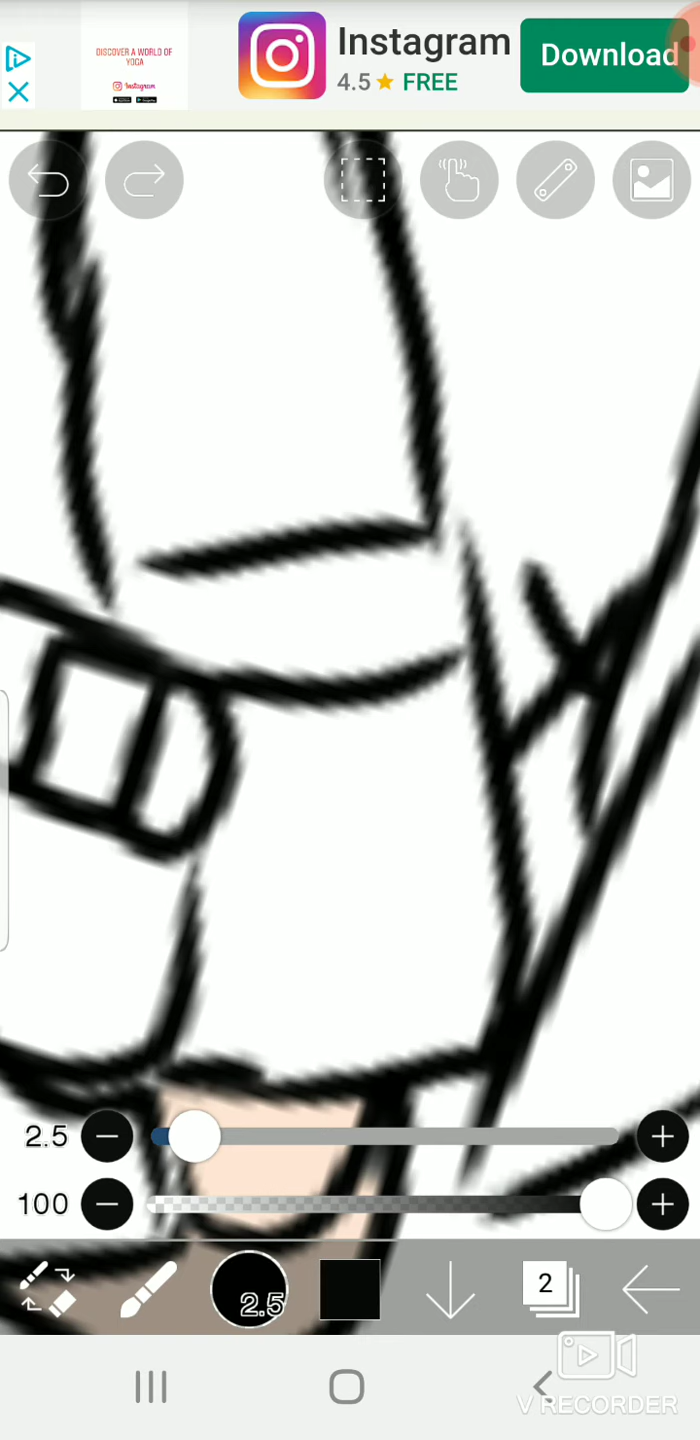 DISCOVER A WORLD OF
YOGA
Instagram
Instagram
4.5 ★ FREE
Download
2.5
100
2.5
2
V RECORDER